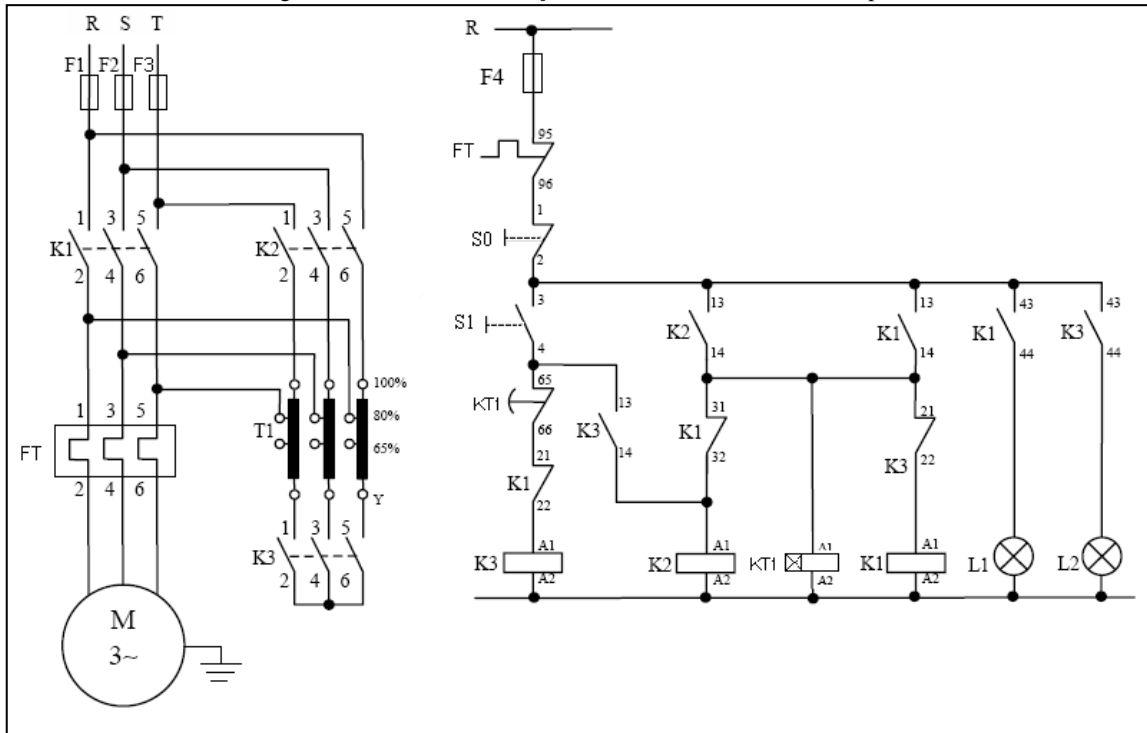 R S T
F1 F2 F3
1 3 5
K1
2 4 6
1 3 5
K2
2 4 6
100%
80%
65%
T1
Y
1 3 5
FT
2 4 6
1 3 5
K3
2 4 6
M
3~
R
F4
95
FT
96
1
S0
2
3
S1
4
13
K2
14
13
K1
14
43
K1
44
43
K3
44
65
KT1
66
13
K3
14
31
K1
32
21
K3
22
21
K1
22
A1
K3
A2
A1
K2
A2
A1
KT1
A2
A1
K1
A2
L1
L2